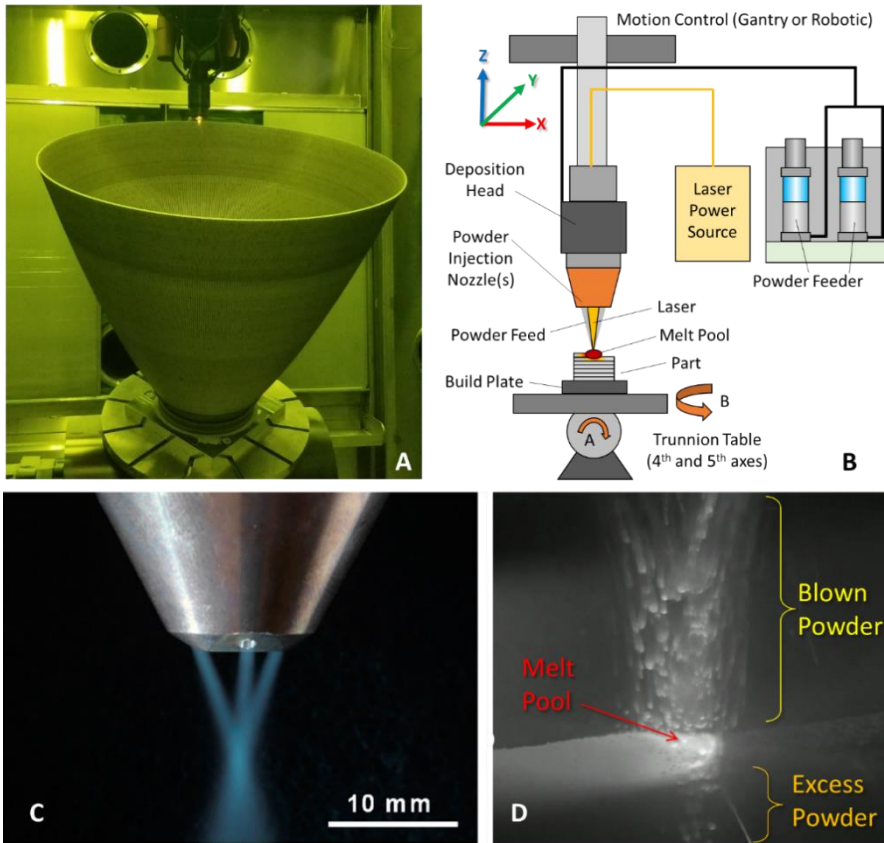 A
Motion Control (Gantry or Robotic)
Z
Y
X
Deposition
Head
Laser
Power
Source
Powder
Injection
Nozzle(s)
Powder Feeder
Laser
Powder Feed
Melt Pool
Part
Build Plate
B
A
Trunnion Table
(4th and 5th axes)
B
C
10 mm
Blown
Powder
Melt
Pool
Excess
Powder
D